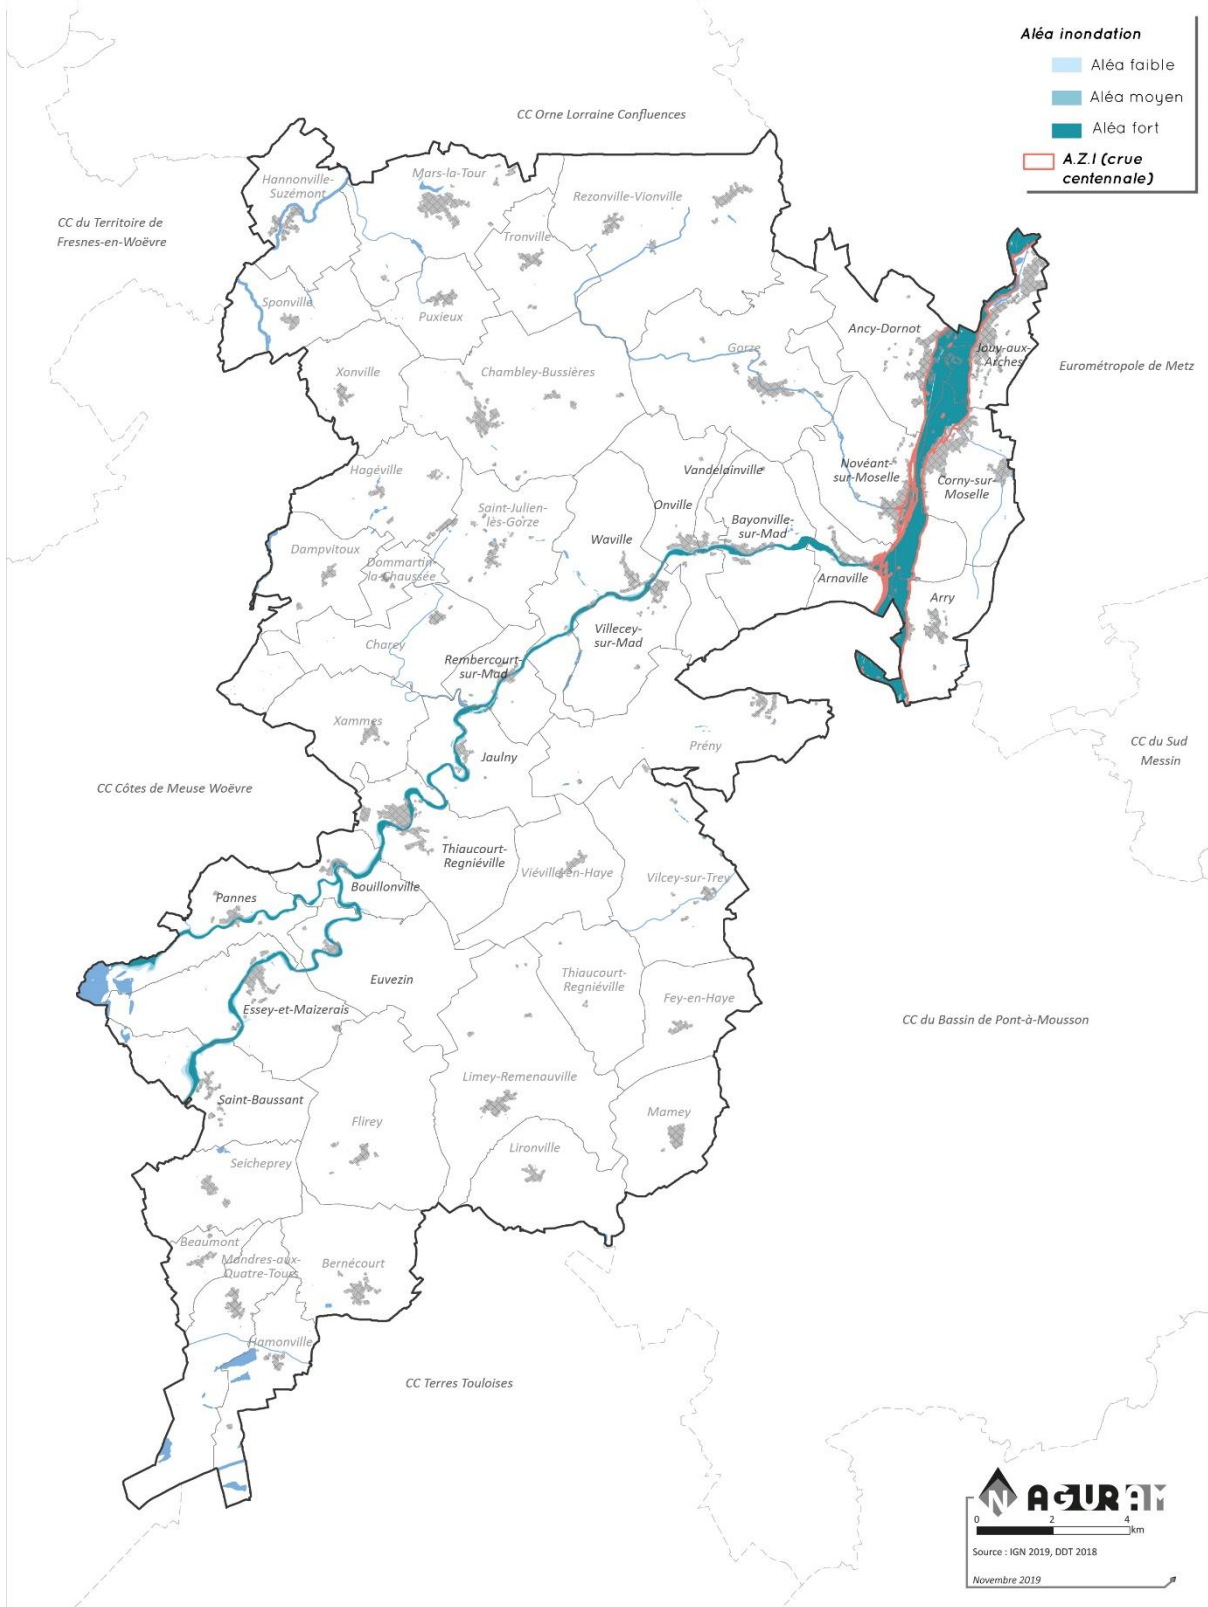 Aléa inondation
Aléa faible
Aléa moyen
Aléa fort
A.Z.I (crue
centennale)
CC Orne Lorraine Confluences
CC du Territoire de
Fresnes-en-Woëvre
Hannonville-
Suzémont
Mars-la-Tour
Rezonville-Vionville
Tronville
Sponville
Puxieux
Ancy-Dornot
Jouy-aux-
Arches
Gorze
Eurométropole de Metz
Xonville
Chambley-Bussières
Hagéville
Vandelainville
Novéant-
sur-Moselle
Corny-sur-
Moselle
Saint-Julien-
lès-Gorze
Onville
Bayonville-
sur-Mad
Waville
Dampvitoux
Dommartin-
la-Chaussée
Arnaville
Arry
Charey
Villecey-
sur-Mad
Rembercourt-
sur-Mad
Xammes
Prény
Jaulny
CC du Sud
Messin
CC Côtes de Meuse Woëvre
Thiaucourt-
Regniéville
Viéville-en-Haye
Vilcey-sur-Trey
Bouillonville
Pannes
Euvezin
Thiaucourt-
Regniéville
Fey-en-Haye
Essey-et-Maizerais
CC du Bassin de Pont-à-Mousson
Limey-Remenauville
Saint-Baussant
Flirey
Mamey
Lironville
Seicheprey
Beaumont
Mandres-aux-
Quatre-Tours
Bernécourt
Hamonville
CC Terres Touloises
N AGURAM
0 2 4
km
Source : IGN 2019, DDT 2018
Novembre 2019